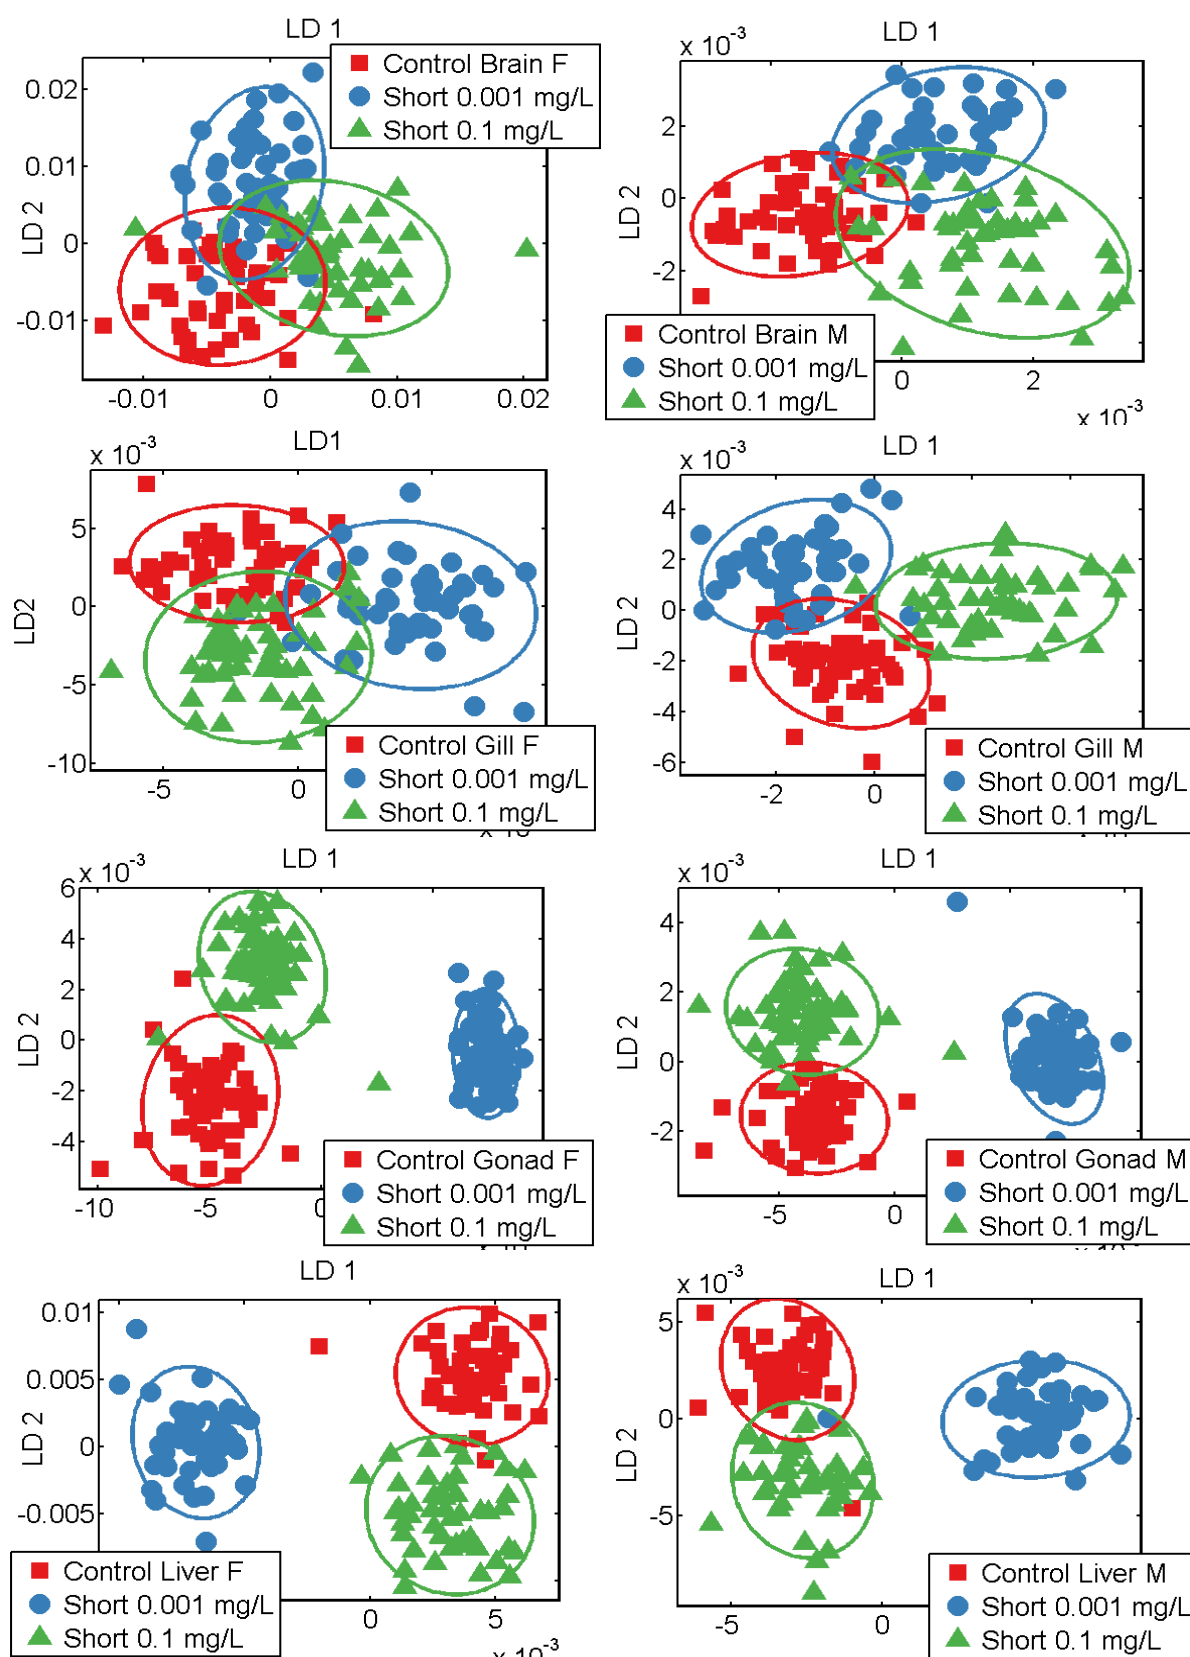 LD 1
Control Brain F
Short 0.001 mg/L
Short 0.1 mg/L
LD 2
0.02
0.01
0
-0.01
-0.01 0 0.01 0.02
x 10-3
LD 1
LD 2
2
0
-2
Control Brain M
Short 0.001 mg/L
Short 0.1 mg/L
0 2
x 10-3
x 10-3
LD1
LD2
5
0
-5
-10
-5 0
Control Gill F
Short 0.001 mg/L
Short 0.1 mg/L
x 10-3
LD 1
LD 2
4
2
0
-2
-4
-6
-2 0
Control Gill M
Short 0.001 mg/L
Short 0.1 mg/L
x 10-3
LD 1
LD 2
6
4
2
0
-2
-4
-10 -5 0
Control Gonad F
Short 0.001 mg/L
Short 0.1 mg/L
x 10-3
LD 1
LD 2
4
2
0
-2
-5 0
Control Gonad M
Short 0.001 mg/L
Short 0.1 mg/L
LD 1
LD 2
0.01
0.005
0
-0.005
Control Liver F
Short 0.001 mg/L
Short 0.1 mg/L
0 5
x 10-3
x 10-3
LD 1
LD 2
5
0
-5
-5 0
Control Liver M
Short 0.001 mg/L
Short 0.1 mg/L